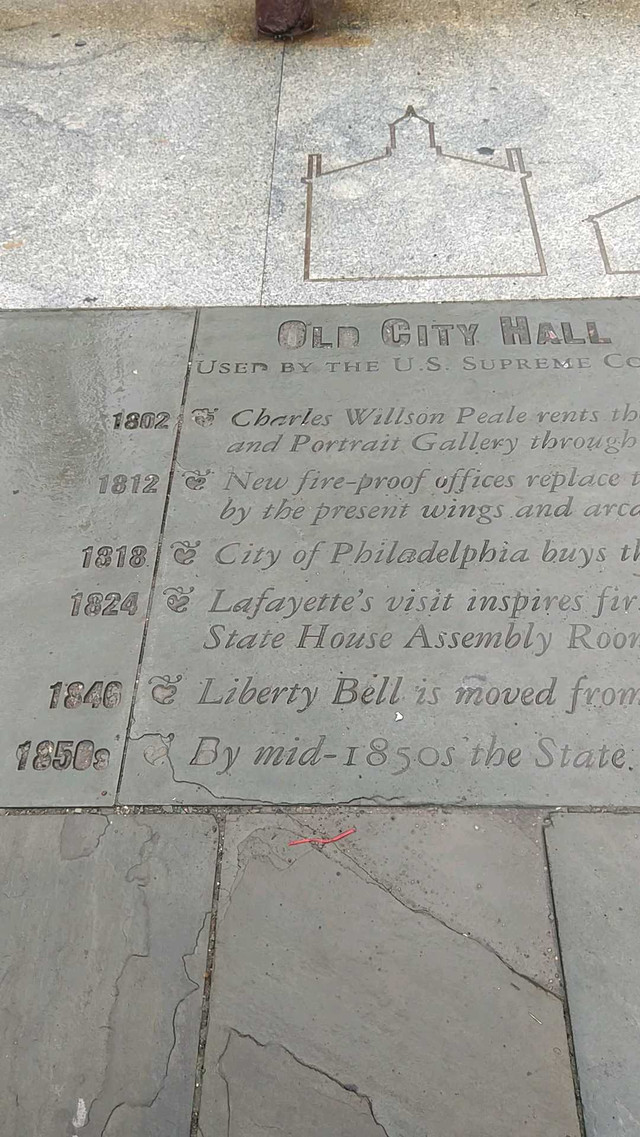 OLD CITY HALL
USED BY THE U.S. SUPREME
1802 Charles Willson Peale rents
and Portrait Gallery through
1812 New fire-proof offices replace
by the present wings and
1818 City of Philadelphia buys
1824 Lafayette's visit inspires
State House Assembly
1846 Liberty Bell is moved from
1850s By mid-1850s the State